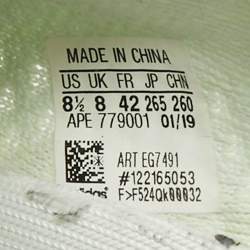 MADE IN CHINA
US UK FR JP CHN
8½ 8 42 265 260
APE 779001 01/19
ART EG7491
#122165053
adidas F>F524Qk00032